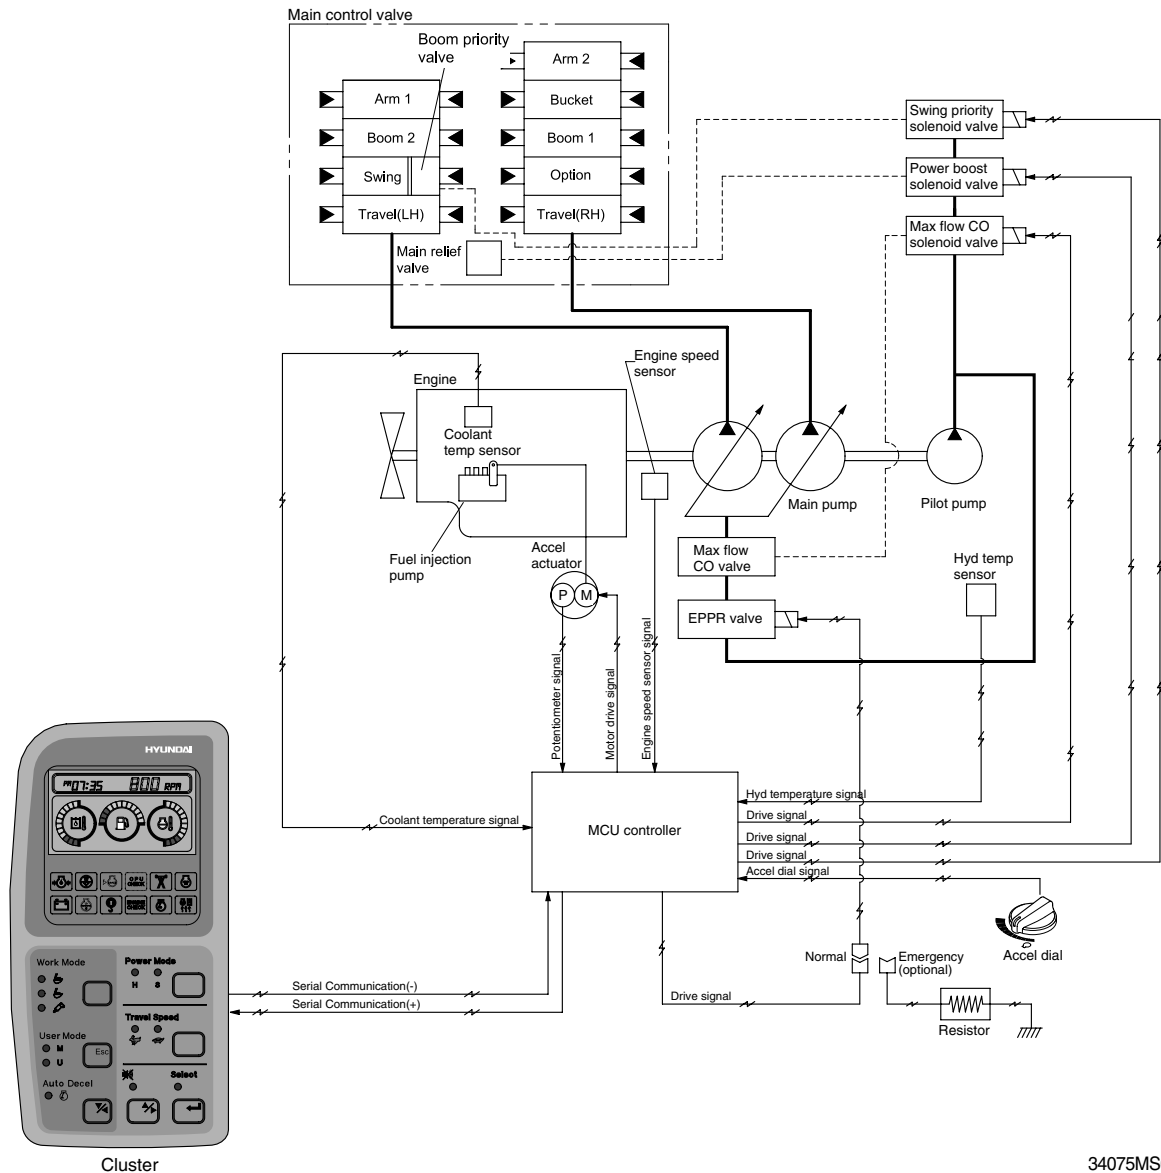 Main control valve
Boom priority
valve
Arm 1
Boom 2
Swing
Travel(LH)
Arm 2
Bucket
Boom 1
Option
Travel(RH)
Main relief
valve
Swing priority
solenoid valve
Power boost
solenoid valve
Max flow CO
solenoid valve
Engine speed
sensor
Engine
Coolant
temp sensor
Fuel injection
pump
Accel
actuator
P
M
Main pump
Pilot pump
Max flow
CO valve
EPPR valve
Hyd temp
sensor
Potentiometer signal
Motor drive signal
Engine speed sensor signal
MCU controller
Coolant temperature signal
Hyd temperature signal
Drive signal
Drive signal
Drive signal
Accel dial signal
Accel dial
Normal
Emergency
(optional)
Resistor
Drive signal
Serial Communication(-)
Serial Communication(+)
HYUNDAI
PM 07:35 800 RPM
CPU
CHECK
ENGINE
CHECK
Work Mode
Power Mode
H S
Travel Speed
User Mode
M
U
Esc
Auto Decel
Select
Cluster
34075MS